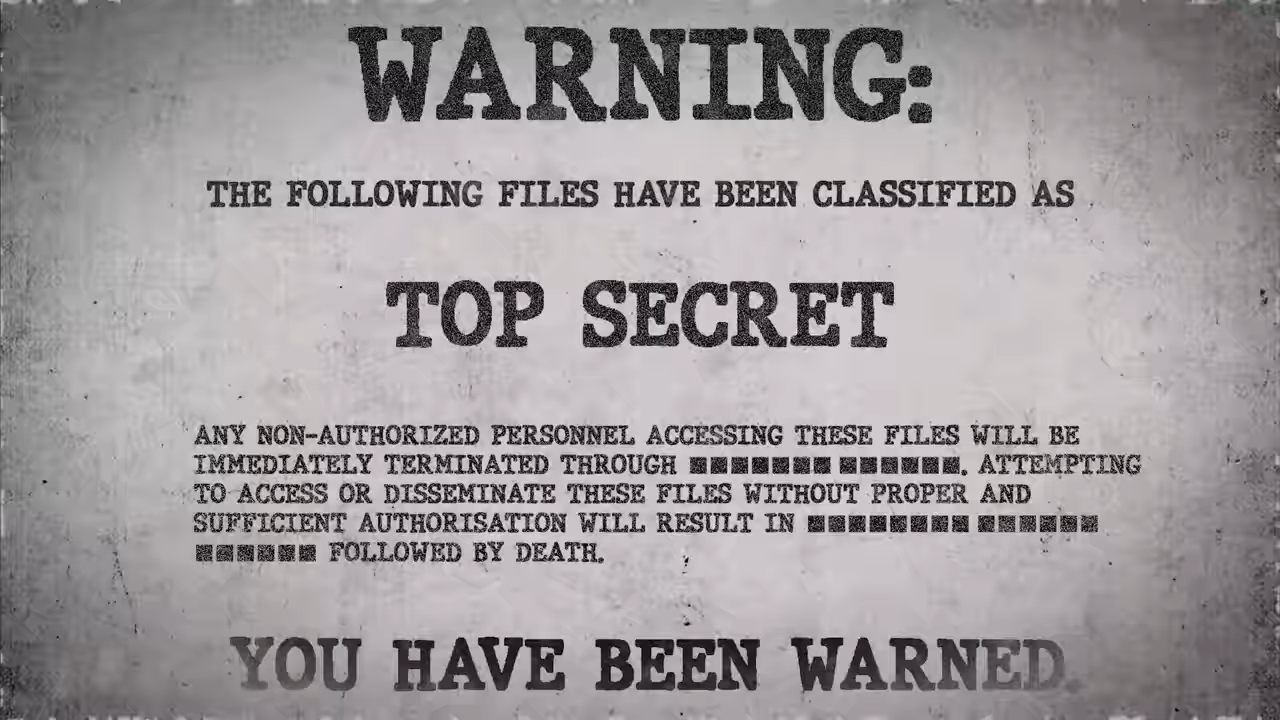 WARNING:
THE FOLLOWING FILES HAVE BEEN CLASSIFIED AS
TOP SECRET
ANY NON-AUTHORIZED PERSONNEL ACCESSING THESE FILES WILL BE
IMMEDIATELY TERMINATED THROUGH ■■■■■■■ ■■■■■■. ATTEMPTING
TO ACCESS OR DISSEMINATE THESE FILES WITHOUT PROPER AND
SUFFICIENT AUTHORISATION WILL RESULT IN ■■■■■■■■ ■■■■■■
■■■■■■ FOLLOWED BY DEATH.
YOU HAVE BEEN WARNED.